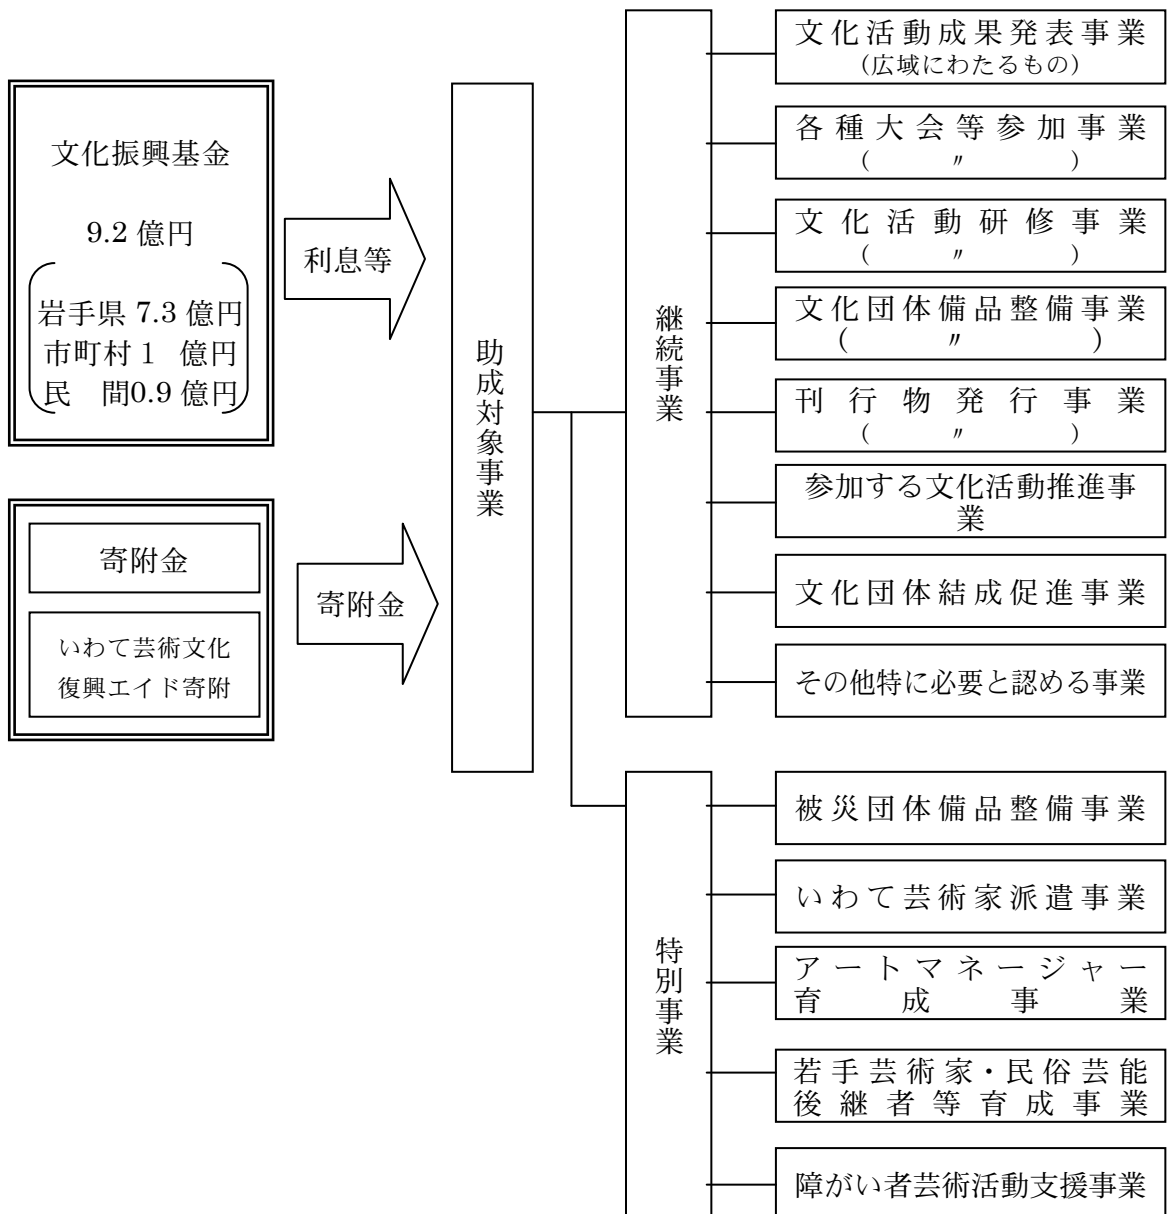 文化振興基金
9.2 億円
岩手県 7.3 億円
市町村 1 億円
民 間0.9 億円
利息等
寄附金
いわて芸術文化
復興エイド寄附
寄附金
助成対象事業
継続事業
文化活動成果発表事業
(広域にわたるもの)
各種大会等参加事業
( 〃 )
文化活動研修事業
( 〃 )
文化団体備品整備事業
( 〃 )
刊行物発行事業
( 〃 )
参加する文化活動推進事
業
文化団体結成促進事業
その他特に必要と認める事業
特別事業
被災団体備品整備事業
いわて芸術家派遣事業
アートマネージャー
育成事業
若手芸術家・民俗芸能
後継者等育成事業
障がい者芸術活動支援事業